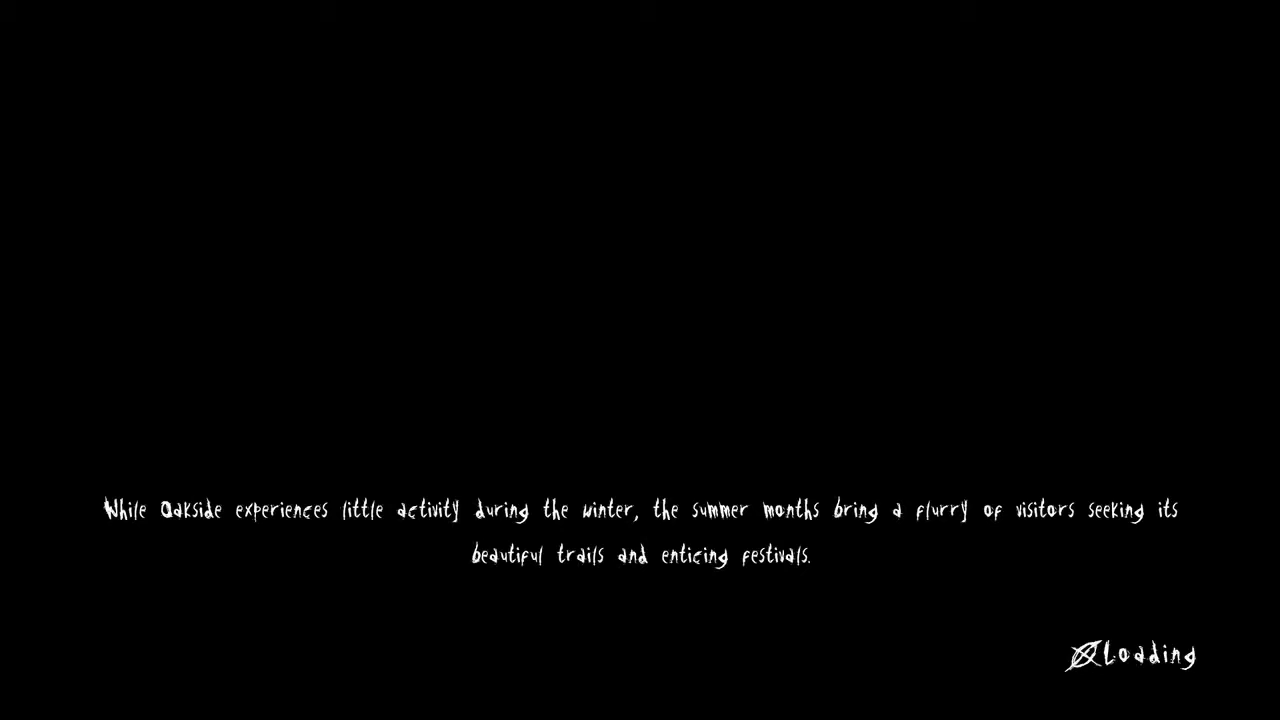 While Oakside experiences little activity during the winter, the summer months bring a flurry of visitors seeking its
beautiful trails and enticing festivals.
Loading